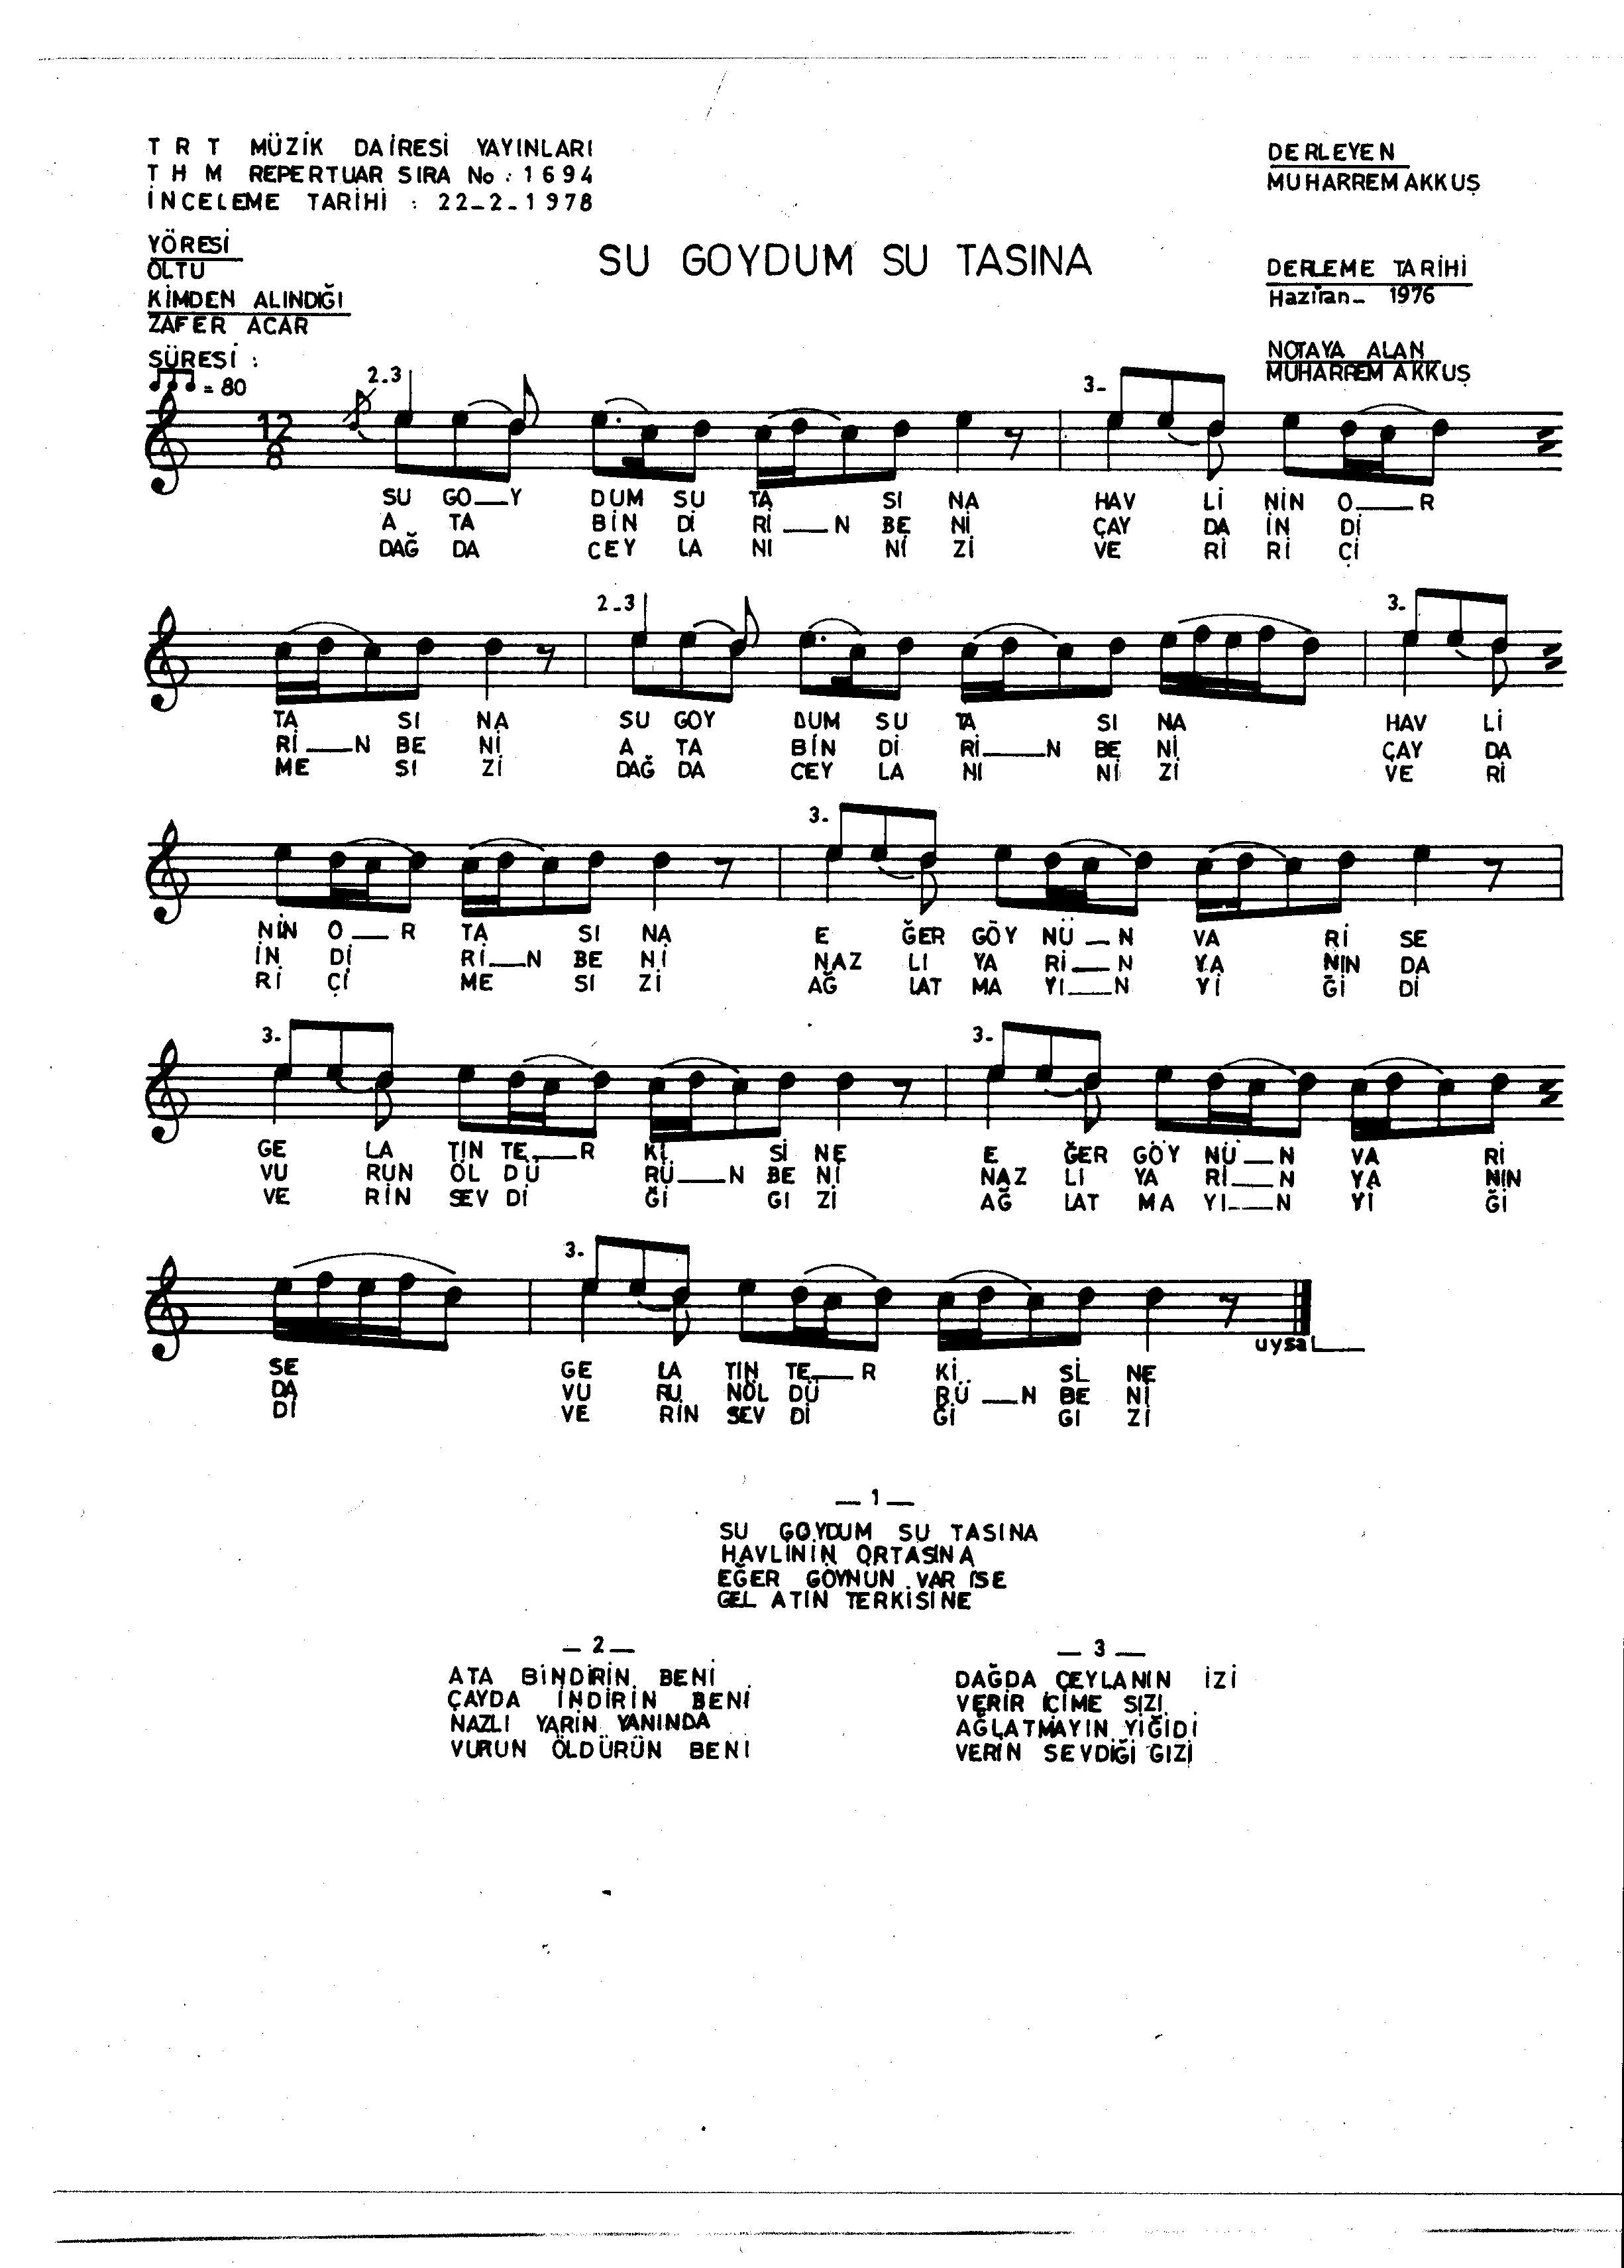 T R T MÜZİK DAİRESİ YAYINLARI
T H M REPERTUAR SIRA No : 1694
İNCELEME TARİHİ : 22-2-1978
DERLEYEN
MUHARREM AKKUŞ
YÖRESİ
OLTU
SU GOYDUM SU TASINA
DERLEME TARİHİ
Haziran- 1976
KİMDEN ALINDIĞI
ZAFER ACAR
NOTAYA ALAN
MUHARREM AKKUŞ
SÜRESİ :
= 80
2-3
3-
12
8
SU GO—Y DUM SU TA SI NA HAV Lİ NİN O—R
A TA BİN Dİ Rİ—N BE Nİ ÇAY DA İN Dİ
DAĞ DA CEY LA NI Nİ Zİ VE Rİ Rİ Çİ
2-3
3-
TA SI NA SU GOY DUM SU TA SI NA HAV Lİ
Rİ—N BE Nİ A TA BİN Dİ Rİ—N BE Nİ ÇAY DA
ME SI Zİ DAĞ DA CEY LA NI Nİ Zİ VE Rİ
3-
NİN O—R TA SI NA E ĞER GÖY NÜ—N VA Rİ SE
İN Dİ Rİ—N BE Nİ NAZ LI YA Rİ—N YA NIN DA
Rİ Çİ ME SI Zİ AĞ LAT MA YI—N Yİ Ğİ Dİ
3-
3-
GE LA TIN TE—R Kİ Sİ NE E ĞER GÖY NÜ—N VA Rİ
VU RUN ÖL DÜ RÜ—N BE Nİ NAZ LI YA Rİ—N YA NIN
VE RİN SEV Dİ Ğİ GI Zİ AĞ LAT MA YI—N Yİ Ğİ
3-
uysal
SE GE LA TIN TE—R Kİ Sİ NE
DA VU RU NÖL DÜ RÜ—N BE Nİ
Dİ VE RİN SEV Dİ Ğİ GI Zİ
— 1 —
SU GOYDUM SU TASINA
HAVLİNİN ORTASINA
EĞER GÖYNÜN VAR İSE
GEL ATIN TERKİSİNE
— 2 —
ATA BİNDİRİN BENİ
ÇAYDA İNDİRİN BENİ
NAZLI YARİN YANINDA
VURUN ÖLDÜRÜN BENİ
— 3 —
DAĞDA CEYLANIN İZİ
VERİR İÇİME SIZI
AĞLATMAYIN YİĞİDİ
VERİN SEVDİĞİ GIZI